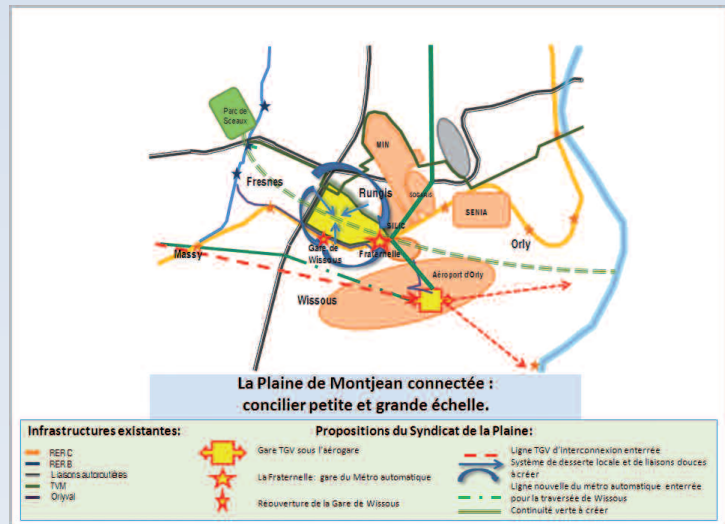 Parc de
Sceaux
MIN
Fresnes
Rungis
SOGARIS
SENIA
SILIC
Orly
Gare de
Wissous
Fraternelle
Massy
Aéroport d'Orly
Wissous
La Plaine de Montjean connectée :
concilier petite et grande échelle.
Infrastructures existantes:
RER C
RER B
Liaisons autoroutières
TVM
Orlyval
Propositions du Syndicat de la Plaine:
Gare TGV sous l'aérogare
La Fraternelle: gare du Métro automatique
Réouverture de la Gare de Wissous
Ligne TGV d'interconnexion enterrée
Système de desserte locale et de liaisons douces
à créer
Ligne nouvelle du métro automatique enterrée
pour la traversée de Wissous
Continuité verte à créer